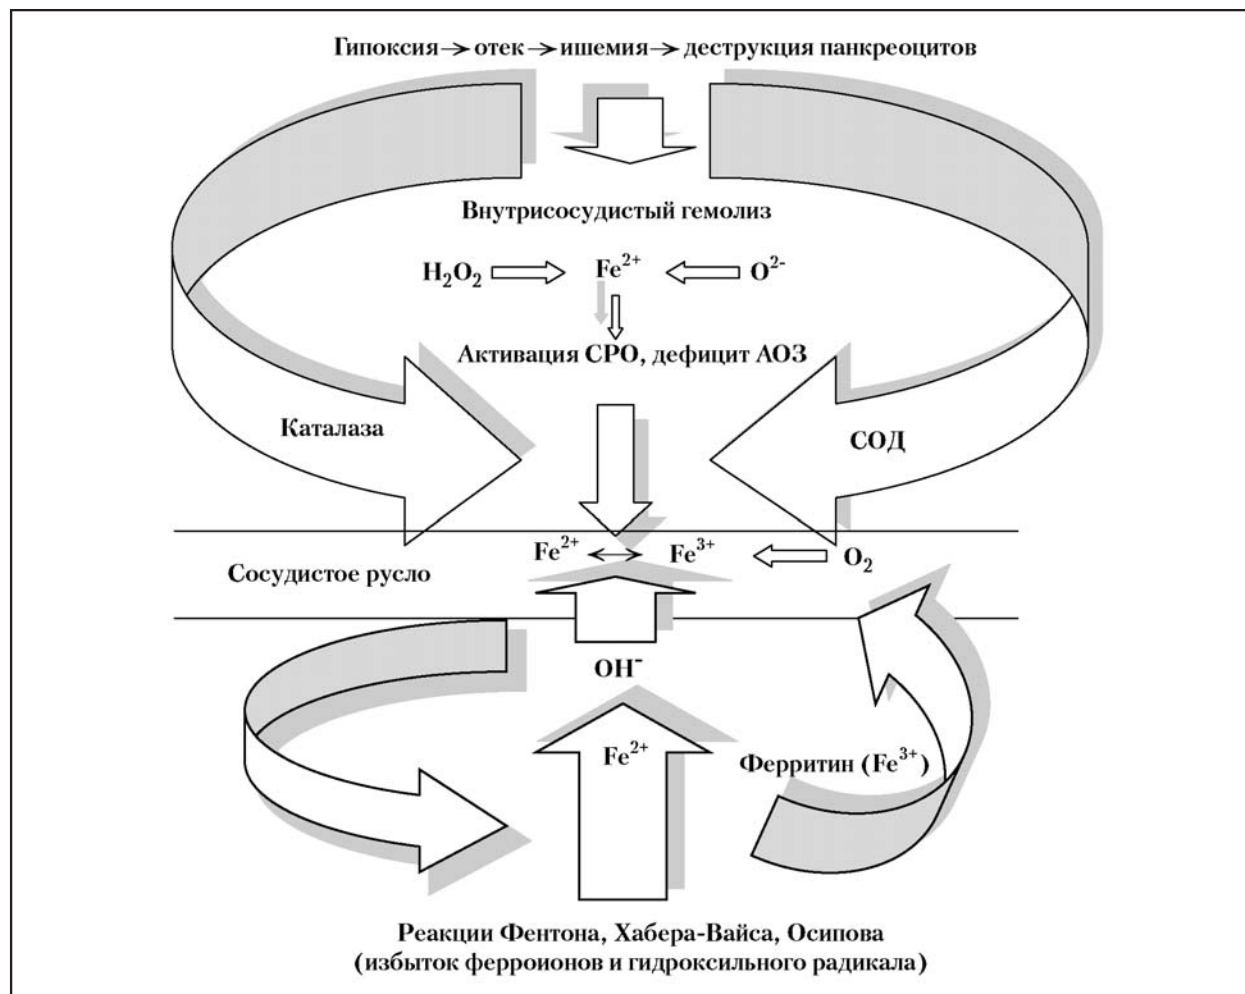 Гипоксия→отек→ишемия→деструкция панкреоцитов
Внутрисосудистый гемолиз
H₂O₂ Fe²⁺ O²⁻
Активация СРО, дефицит АОЗ
Каталаза СОД
Fe²⁺ ↔ Fe³⁺ O₂
Сосудистое русло
OH⁻
Fe²⁺ Ферритин (Fe³⁺)
Реакции Фентона, Хабера-Вайса, Осипова
(избыток ферроионов и гидроксильного радикала)